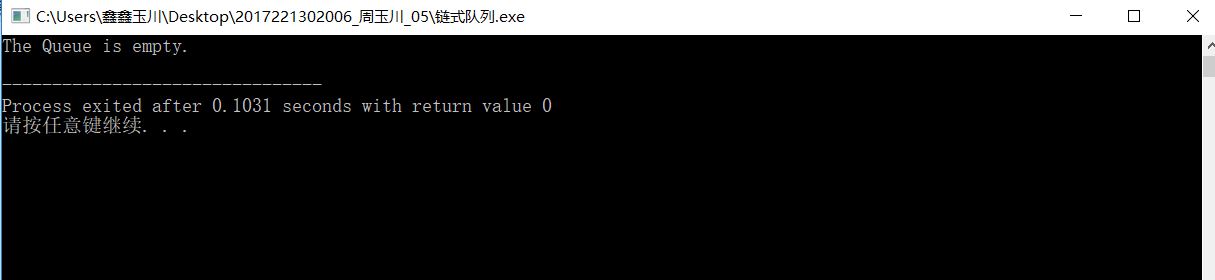 C:\Users\鑫鑫玉川\Desktop\2017221302006_周玉川_05\链式队列.exe
The Queue is empty.
--------------------------------
Process exited after 0.1031 seconds with return value 0
请按任意键继续. . .